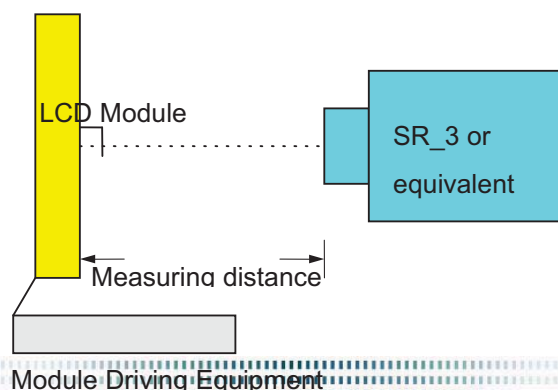 LCD Module
SR_3 or
equivalent
Measuring distance
Module Driving Equipment